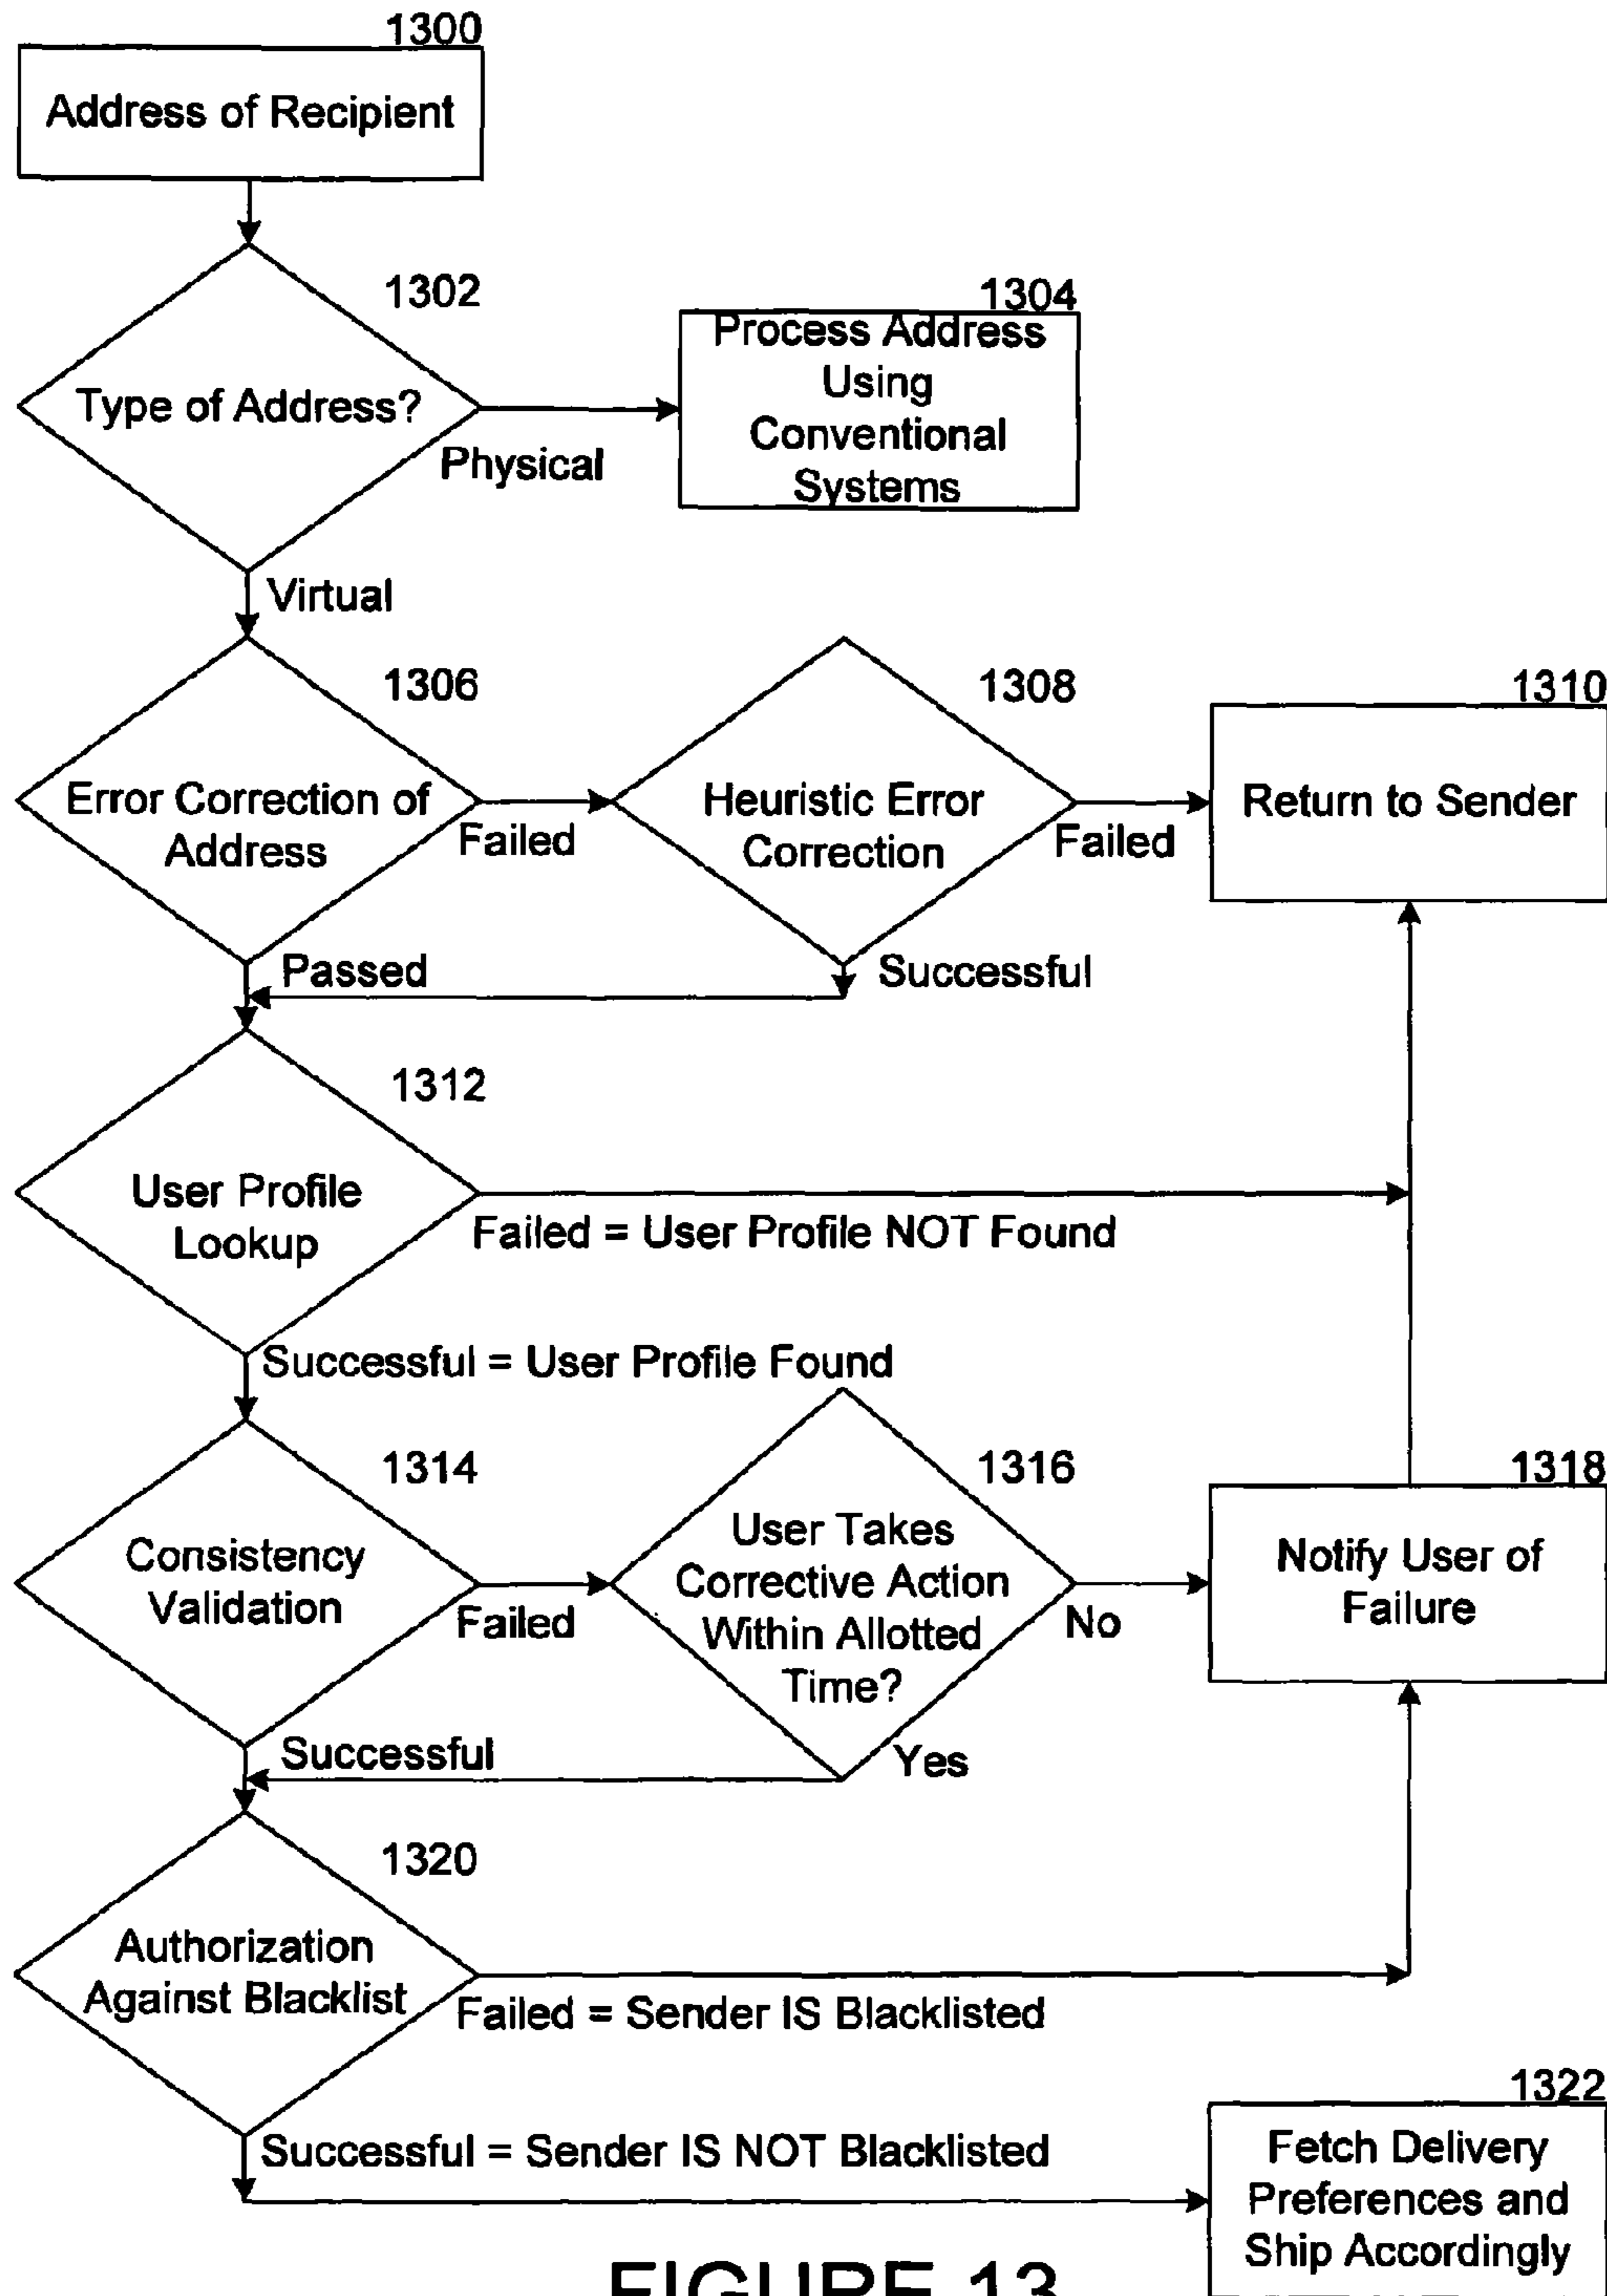 1300
Address of Recipient
1302
Type of Address?
Physical
1304
Process Address
Using
Conventional
Systems
Virtual
1306
Error Correction of
Address
Failed
1308
Heuristic Error
Correction
Failed
1310
Return to Sender
Passed
Successful
1312
User Profile
Lookup
Failed = User Profile NOT Found
Successful = User Profile Found
1314
Consistency
Validation
Failed
1316
User Takes
Corrective Action
Within Allotted
Time?
No
1318
Notify User of
Failure
Successful
Yes
1320
Authorization
Against Blacklist
Failed = Sender IS Blacklisted
Successful = Sender IS NOT Blacklisted
1322
Fetch Delivery
Preferences and
Ship Accordingly
FIGURE 13